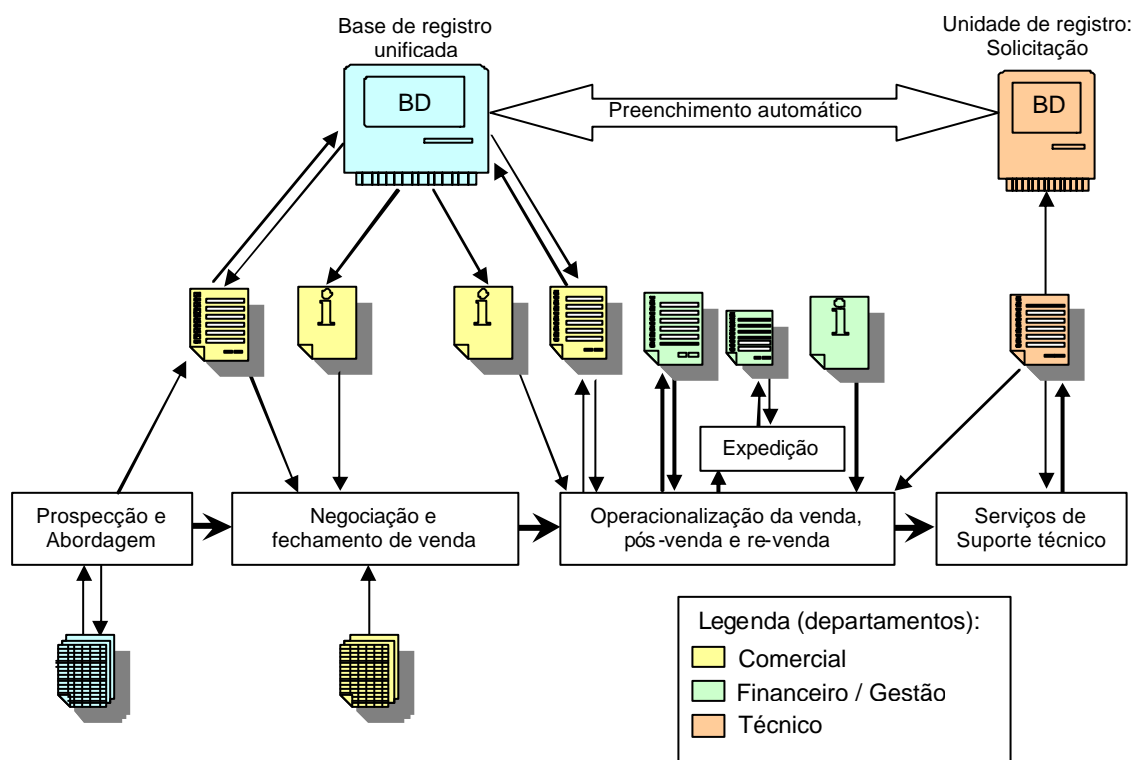 Base de registro
unificada
Unidade de registro:
Solicitação
BD
Preenchimento automático
BD
i
i
i
Expedição
Prospecção e
Abordagem
Negociação e
fechamento de venda
Operacionalização da venda,
pós-venda e re-venda
Serviços de
Suporte técnico
Legenda (departamentos):
Comercial
Financeiro / Gestão
Técnico